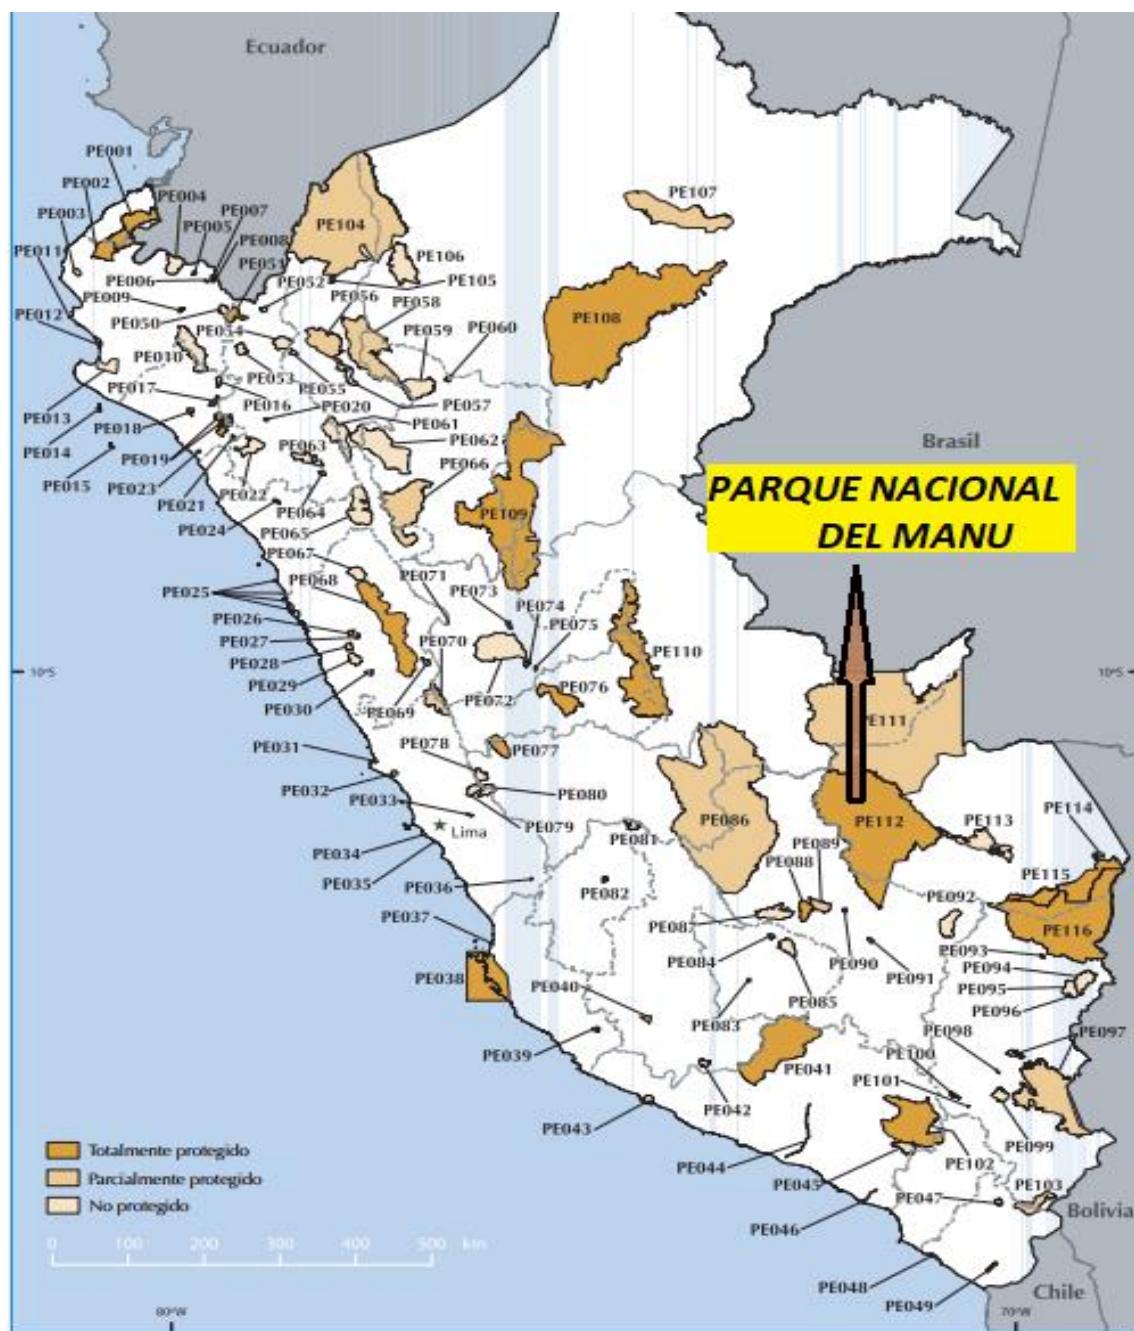 Ecuador
PE001
PE002
PE004
PE003
PE005
PE007
PE008
PE107
PE104
PE011
PE051
PE106
PE006
PE052
PE105
PE009
PE056
PE058
PE012
PE050
PE054
PE059
PE060
PE108
PE010
PE053
PE055
PE017
PE016
PE020
PE057
PE013
PE018
PE061
PE014
PE019
PE063
PE062
Brasil
PE015
PE023
PE066
PE021
PE022
PE064
PARQUE NACIONAL
DEL MANU
PE024
PE065
PE109
PE067
PE068
PE071
PE073
PE025
PE074
PE026
PE075
PE027
PE070
PE110
PE028
10°S
10°S
PE029
PE072
PE076
PE030
PE069
PE111
PE031
PE078
PE077
PE032
PE080
PE033
PE114
PE079
Lima
PE086
PE112
PE113
PE034
PE081
PE089
PE088
PE115
PE035
PE036
PE082
PE092
PE037
PE087
PE116
PE093
PE084
PE090
PE091
PE094
PE038
PE095
PE040
PE085
PE096
PE083
PE098
PE097
PE039
PE100
PE041
PE101
PE042
PE043
PE099
Totalmente protegido
PE044
PE102
Parcialmente protegido
PE045
PE103
No protegido
PE047
Bolivia
PE046
0 100 200 300 400 500 km
PE048
Chile
PE049
80°W
70°W